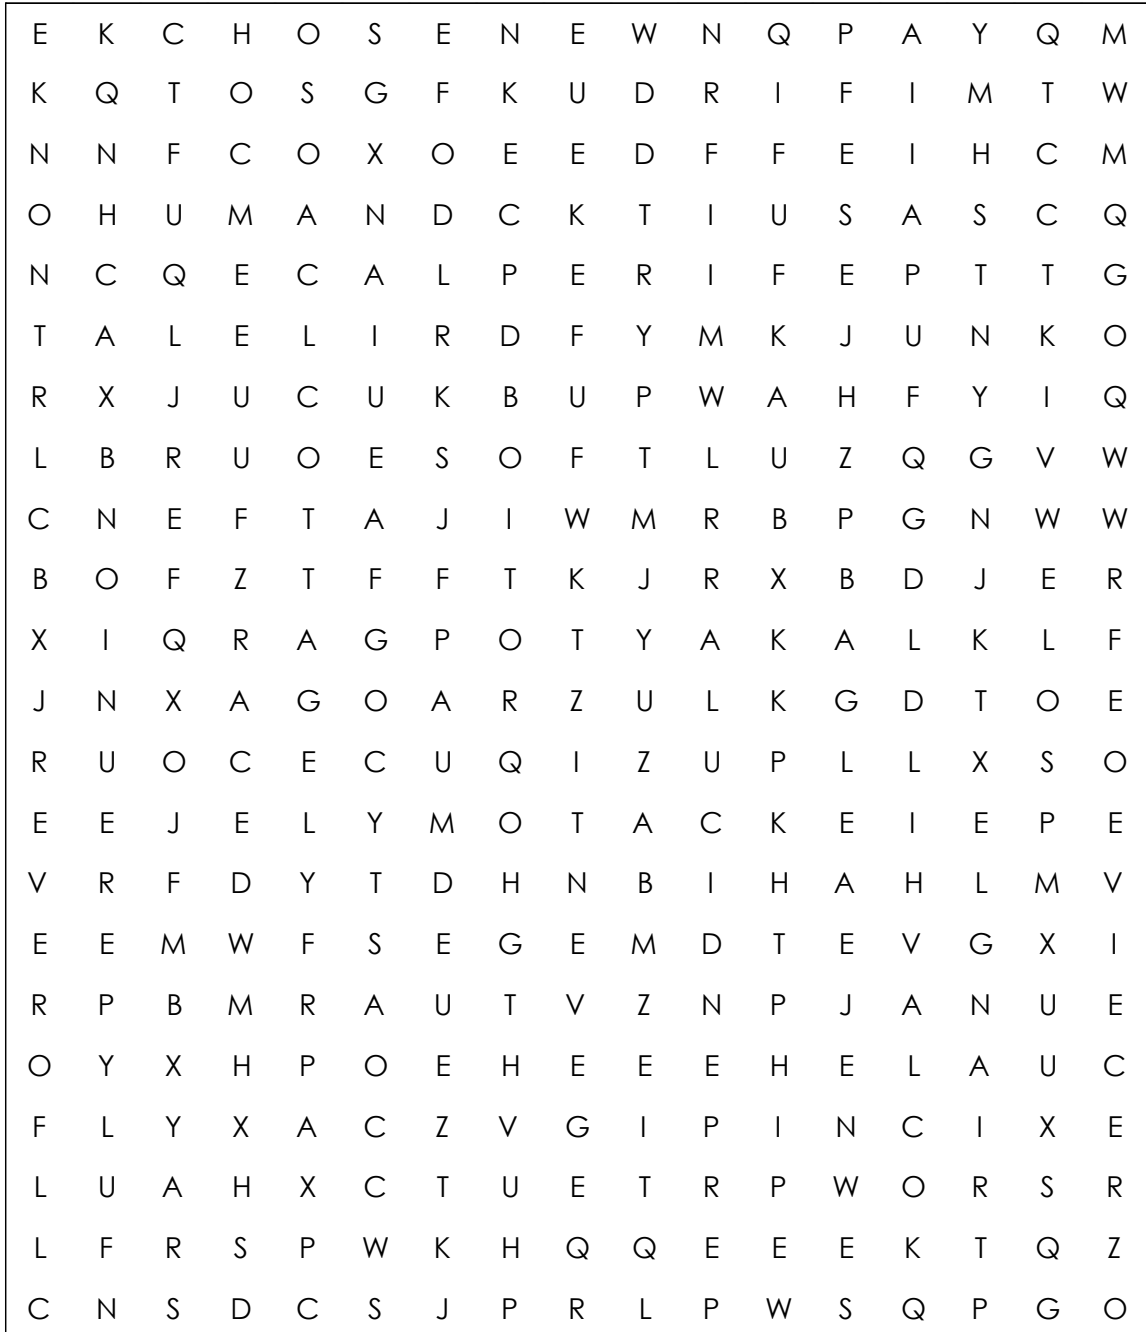 E K C H O S E N E W N Q P A Y Q M
K Q T O S G F K U D R I F I M T W
N N F C O X O E E D F F E I H C M
O H U M A N D C K T I U S A S C Q
N C Q E C A L P E R I F E P T T G
T A L E L I R D F Y M K J U N K O
R X J U C U K B U P W A H F Y I Q
L B R U O E S O F T L U Z Q G V W
C N E F T A J I W M R B P G N W W
B O F Z T F F T K J R X B D J E R
X I Q R A G P O T Y A K A L K L F
J N X A G O A R Z U L K G D T O E
R U O C E C U Q I Z U P L L X S O
E E J E L Y M O T A C K E I E P E
V R F D Y T D H N B I H A H L M V
E E M W F S E G E M D T E V G X I
R P B M R A U T V Z N P J A N U E
O Y X H P O E H E E E H E L A U C
F L Y X A C Z V G I P I N C I X E
L U A H X C T U E T R P W O R S R
L F R S P W K H Q Q E E E K T Q Z
C N S D C S J P R L P W S Q P G O